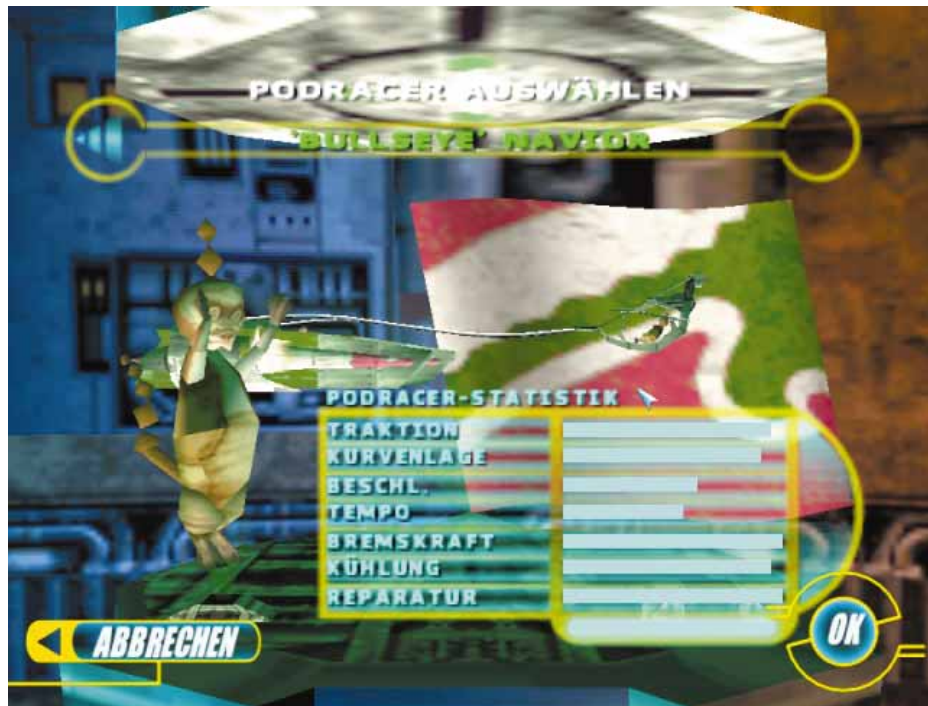 PODRACER AUSWÄHLEN
'BULLSEYE' NAVIOR
PODRACER-STATISTIK
TRAKTION
KURVENLAGE
BESCHL.
TEMPO
BREMSKRAFT
KÜHLUNG
REPARATUR
ABBRECHEN
OK